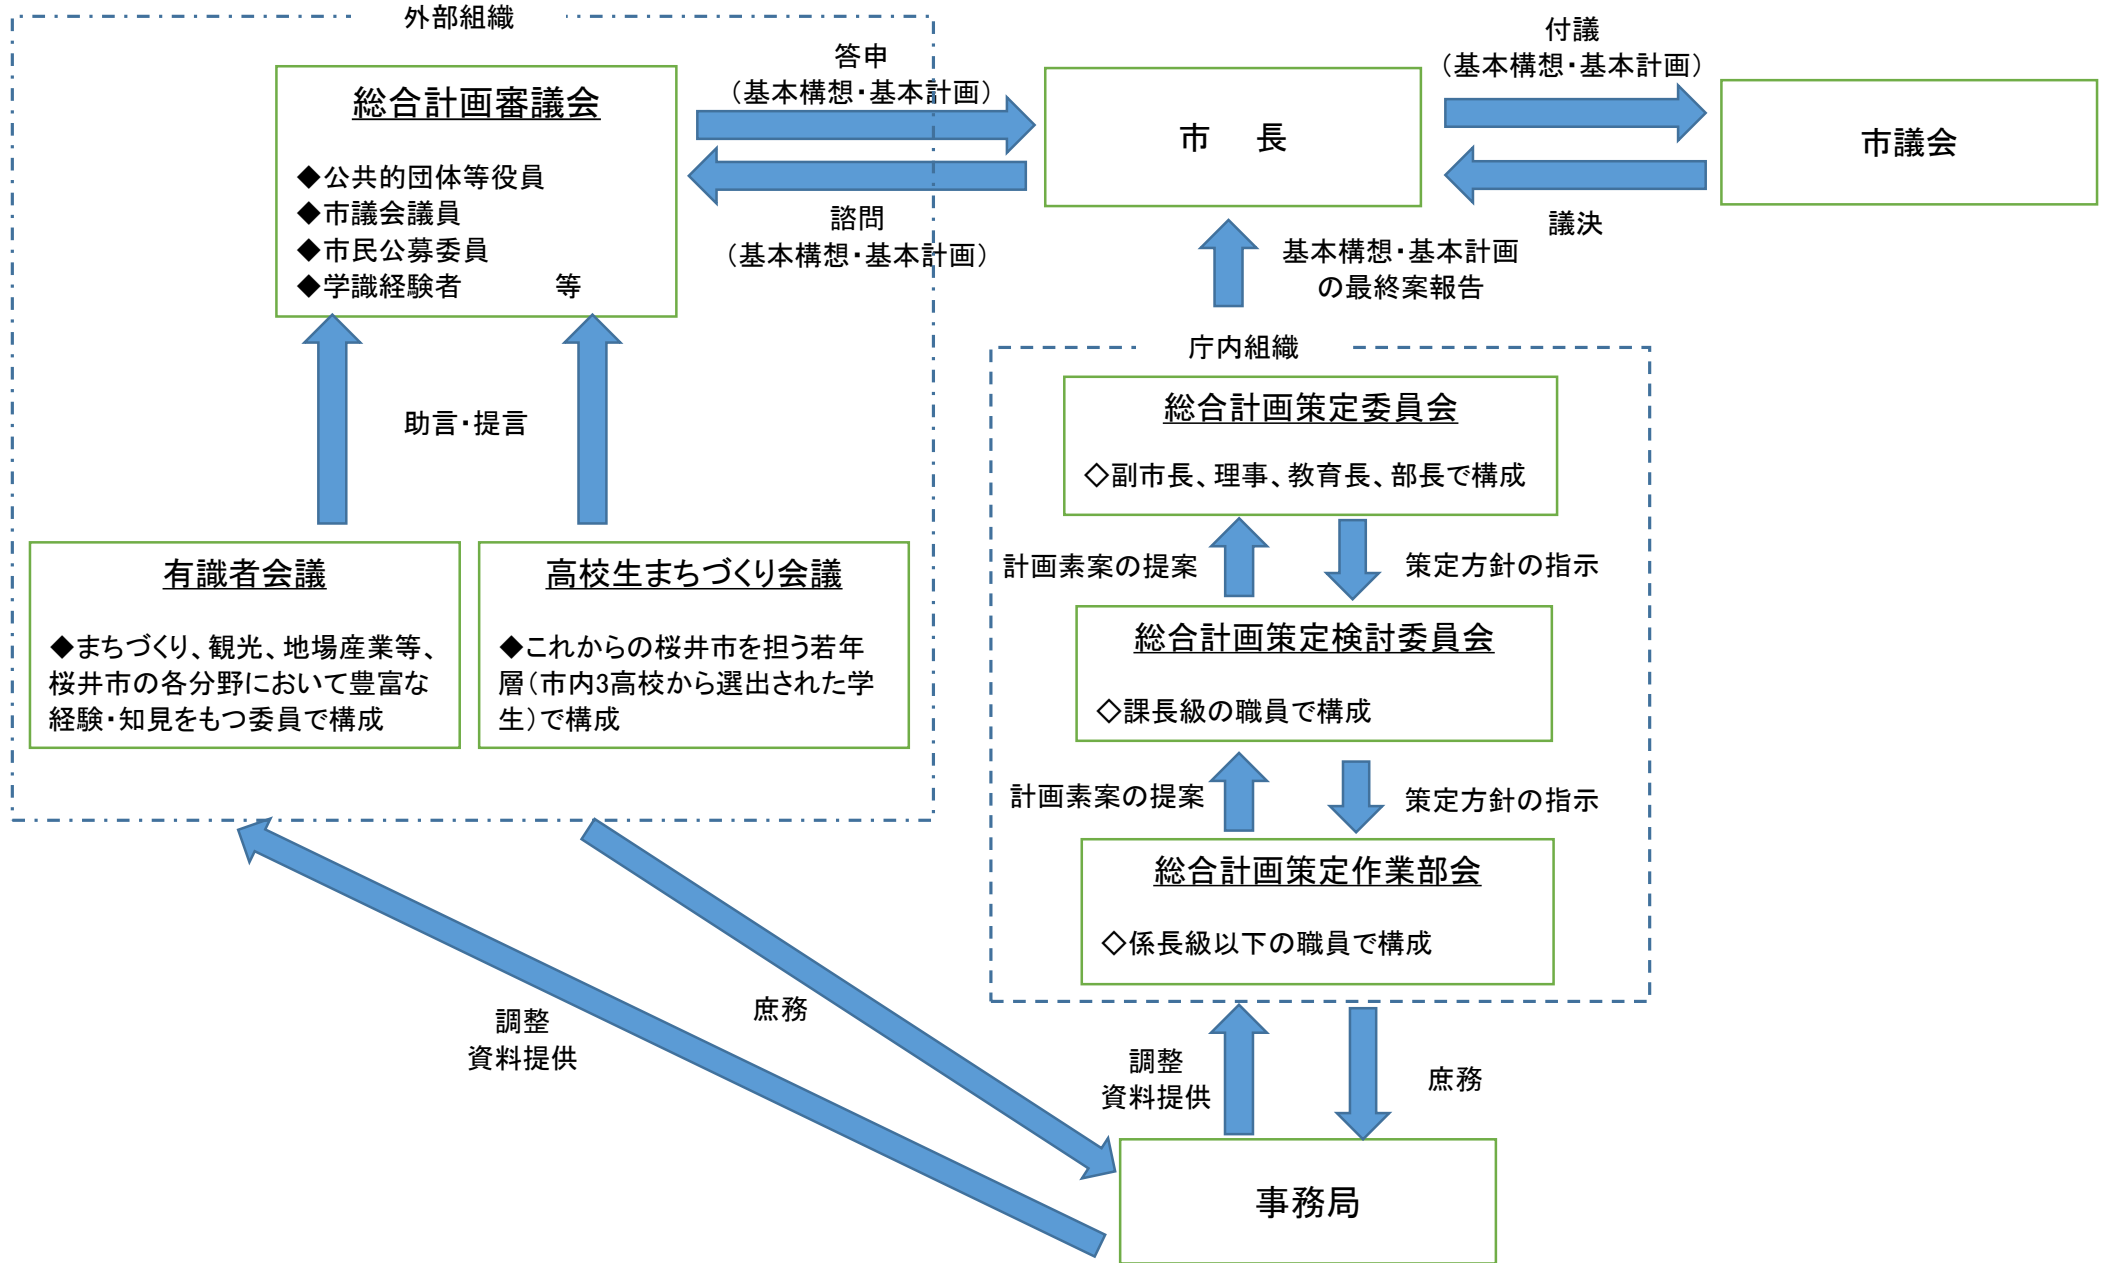 外部組織
総合計画審議会
◆公共的団体等役員
◆市議会議員
◆市民公募委員
◆学識経験者　　　等
答申
（基本構想・基本計画）
諮問
（基本構想・基本計画）
市　長
付議
（基本構想・基本計画）
議決
市議会
基本構想・基本計画
の最終案報告
助言・提言
有識者会議
◆まちづくり、観光、地場産業等、
桜井市の各分野において豊富な
経験・知見をもつ委員で構成
高校生まちづくり会議
◆これからの桜井市を担う若年
層（市内3高校から選出された学
生）で構成
庁内組織
総合計画策定委員会
◇副市長、理事、教育長、部長で構成
計画素案の提案
策定方針の指示
総合計画策定検討委員会
◇課長級の職員で構成
計画素案の提案
策定方針の指示
総合計画策定作業部会
◇係長級以下の職員で構成
調整
資料提供
庶務
調整
資料提供
庶務
事務局